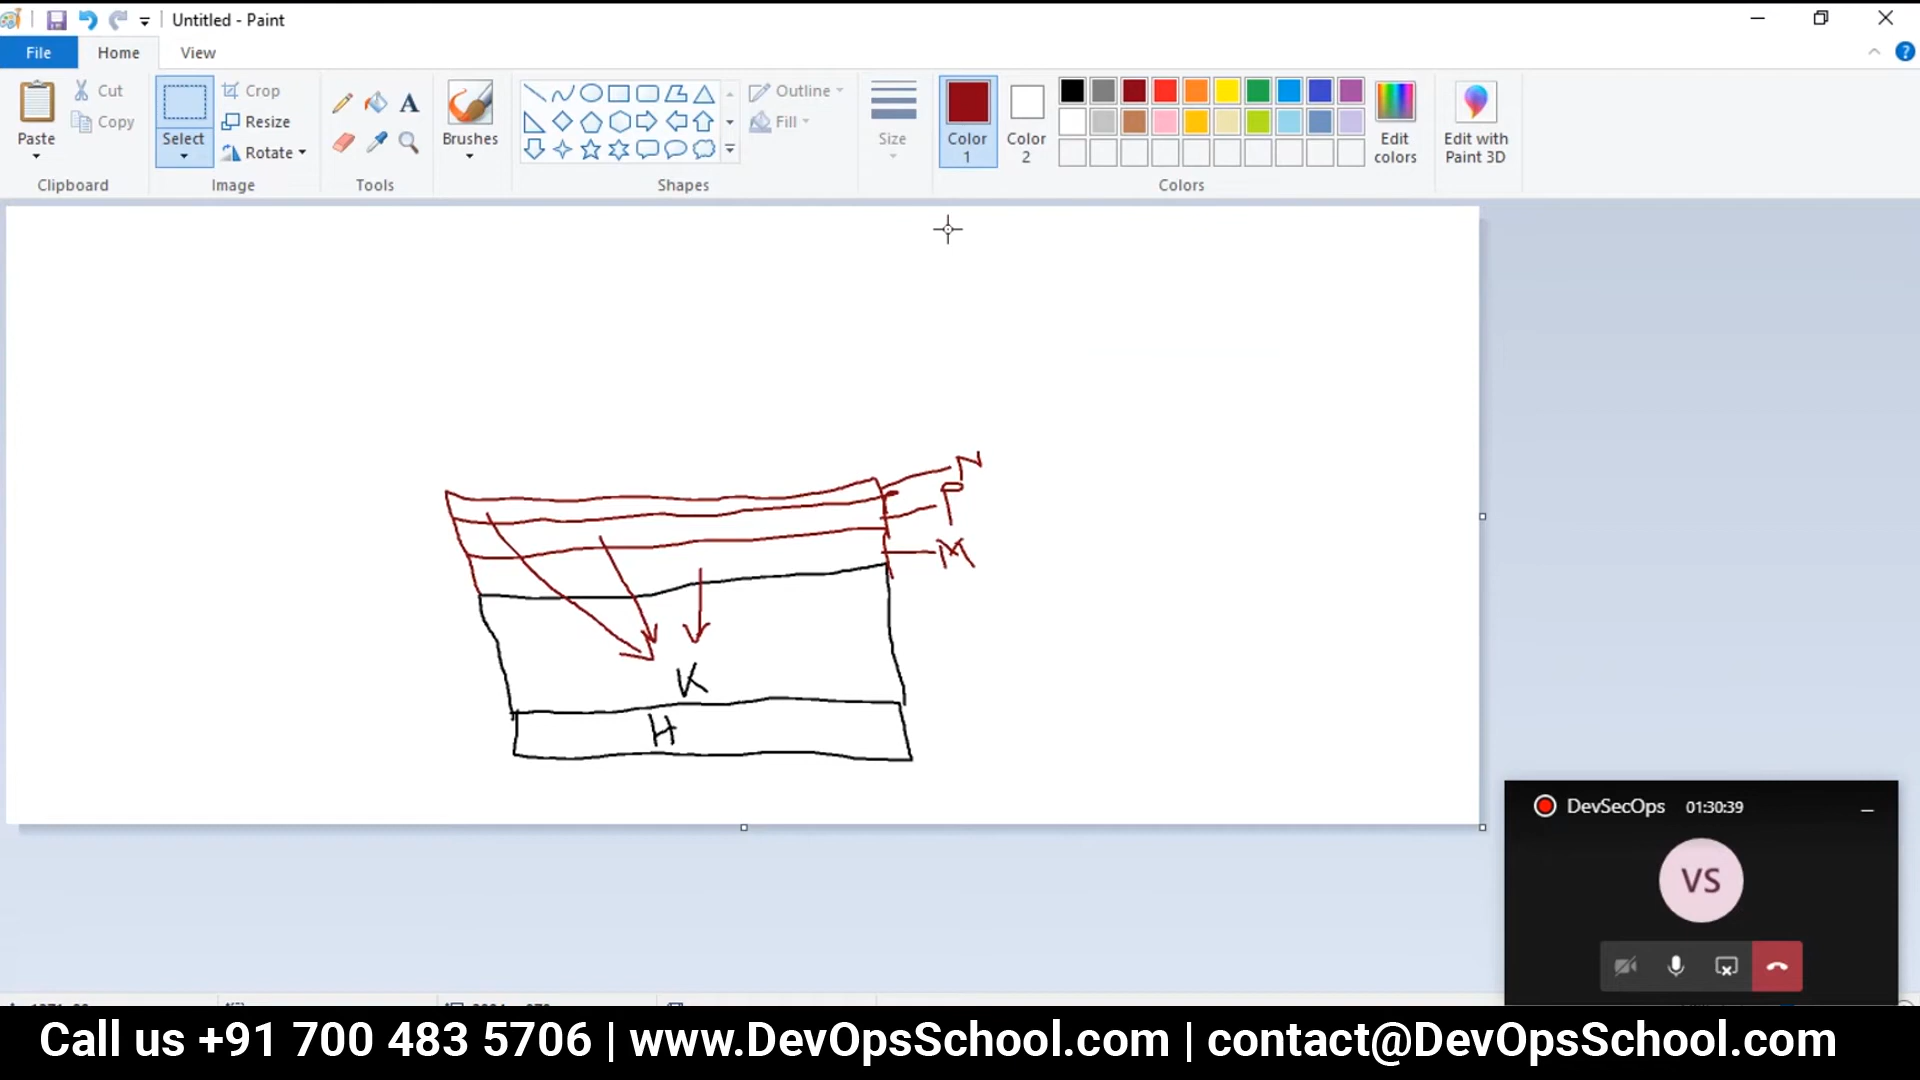 Untitled - Paint
File Home View
Paste
Cut
Copy
Clipboard
Select
Crop
Resize
Rotate
Image
A
Tools
Brushes
Shapes
Outline
Fill
Size
Color 1
Color 2
Edit colors
Colors
Edit with Paint 3D
?
N
P
M
K
H
DevSecOps 01:30:39
VS
Call us +91 700 483 5706 | www.DevOpsSchool.com | contact@DevOpsSchool.com